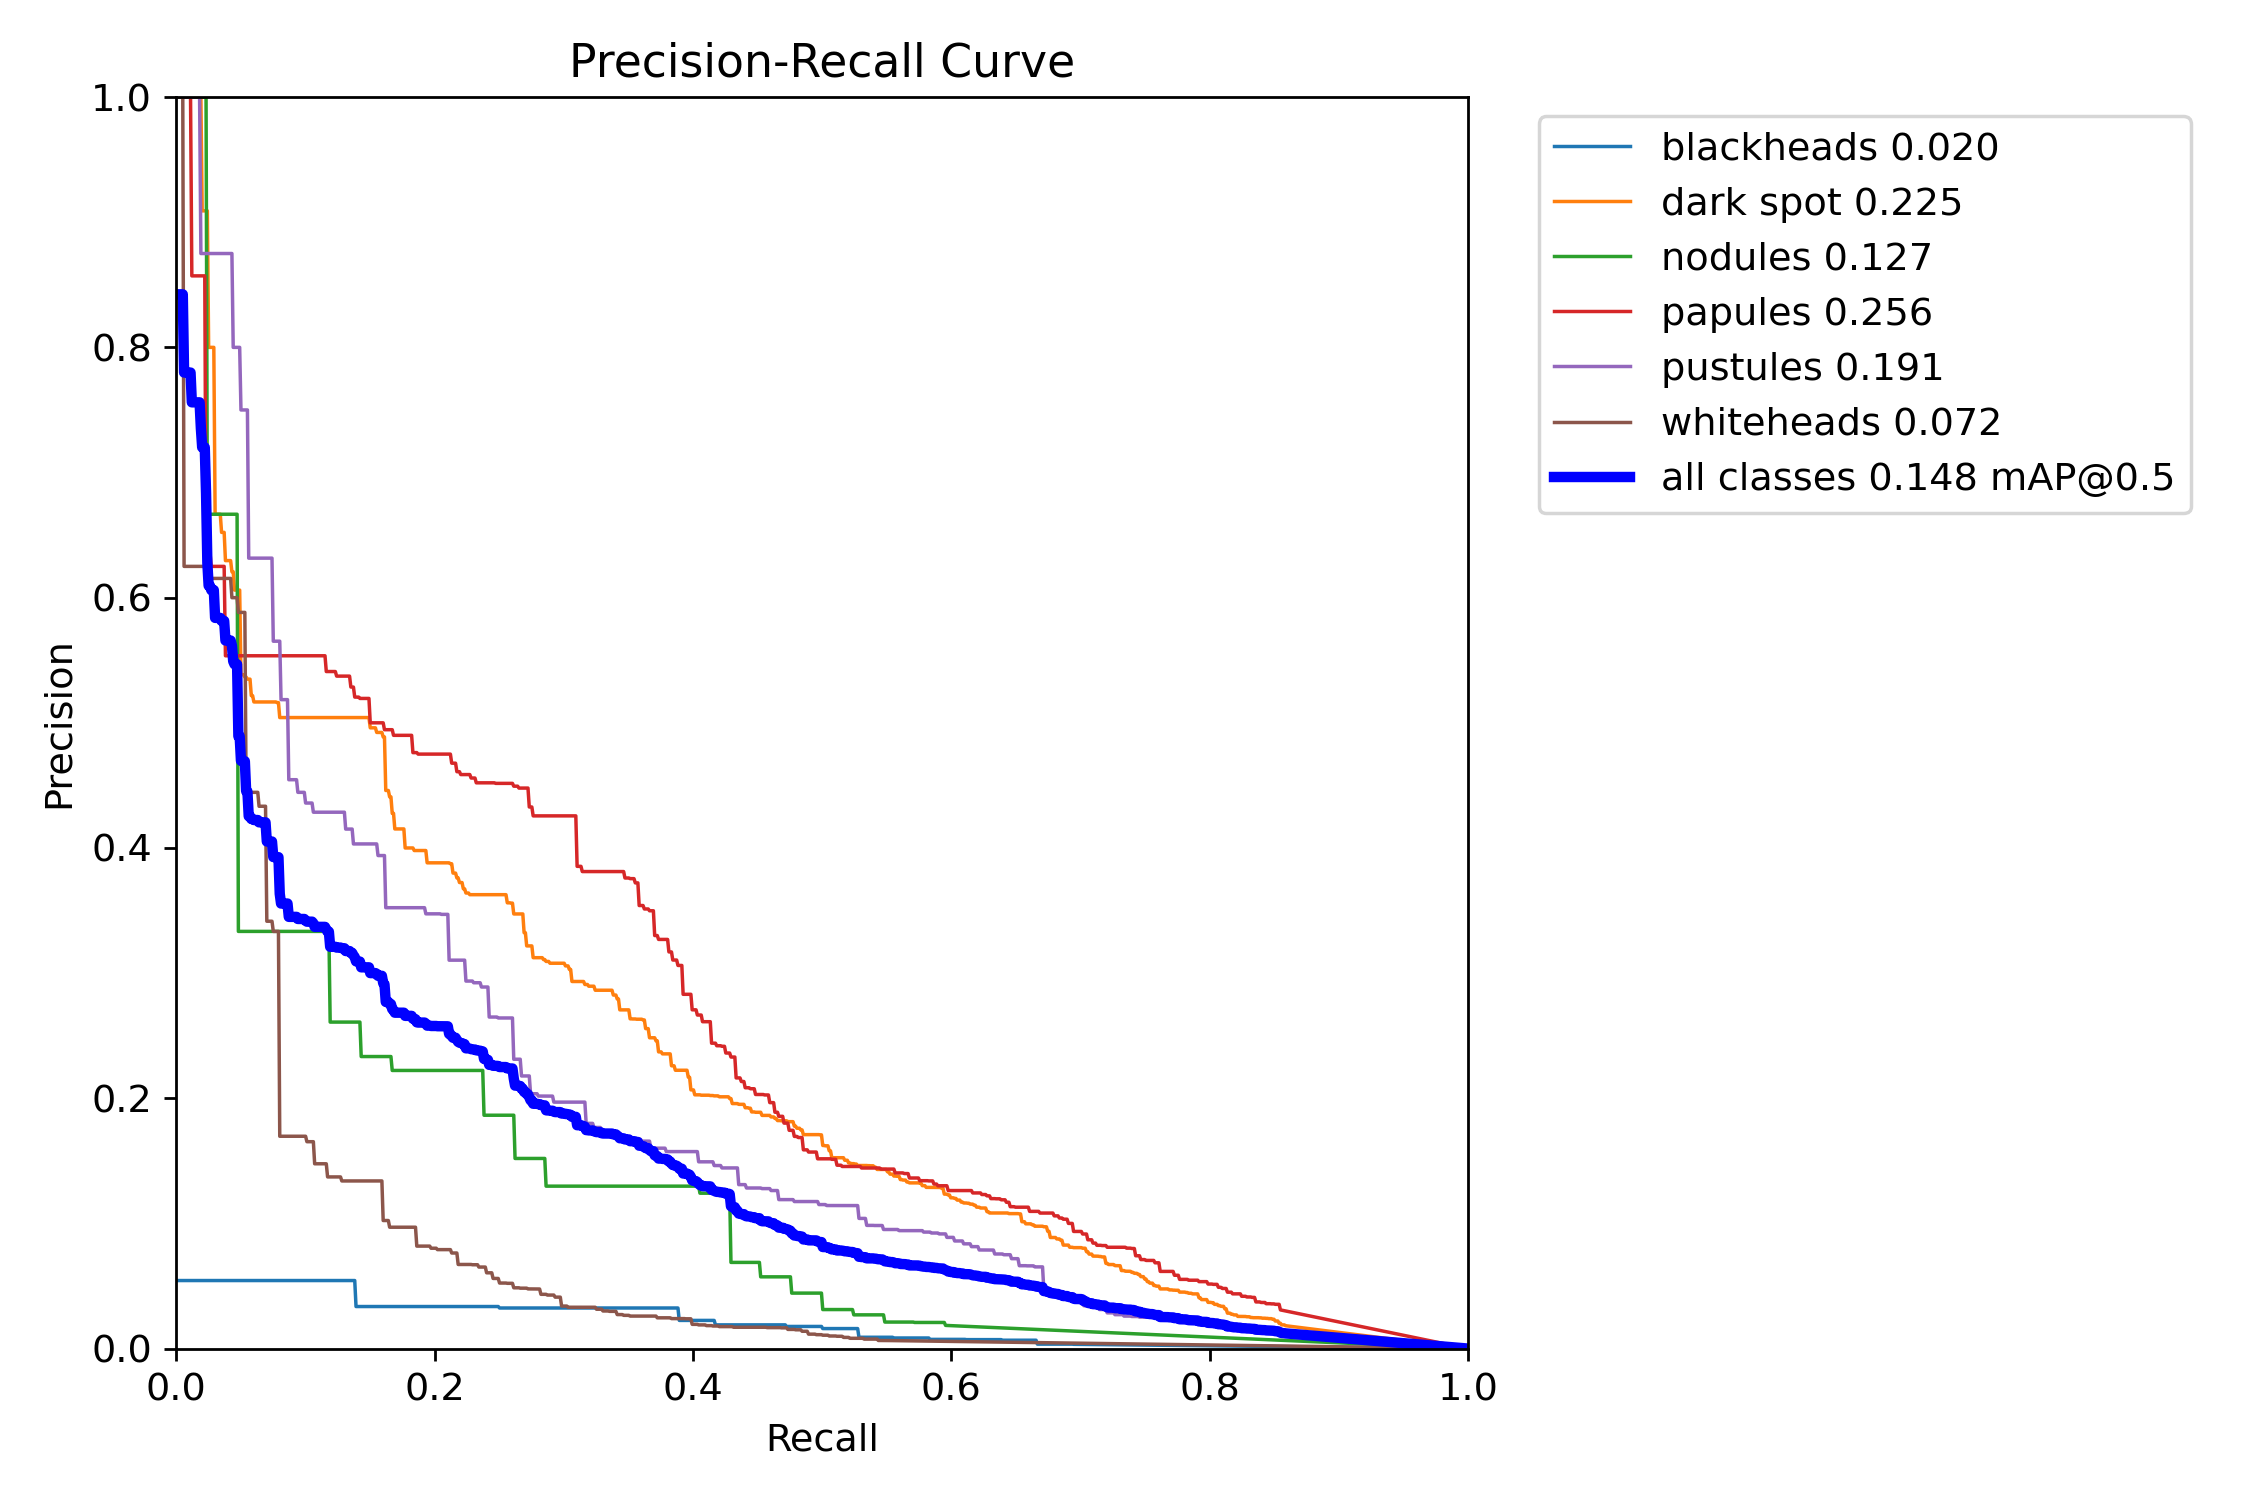 Precision-Recall Curve
1.0
0.8
0.6
0.4
0.2
0.0
Precision
0.0 0.2 0.4 0.6 0.8 1.0
Recall
blackheads 0.020
dark spot 0.225
nodules 0.127
papules 0.256
pustules 0.191
whiteheads 0.072
all classes 0.148 mAP@0.5